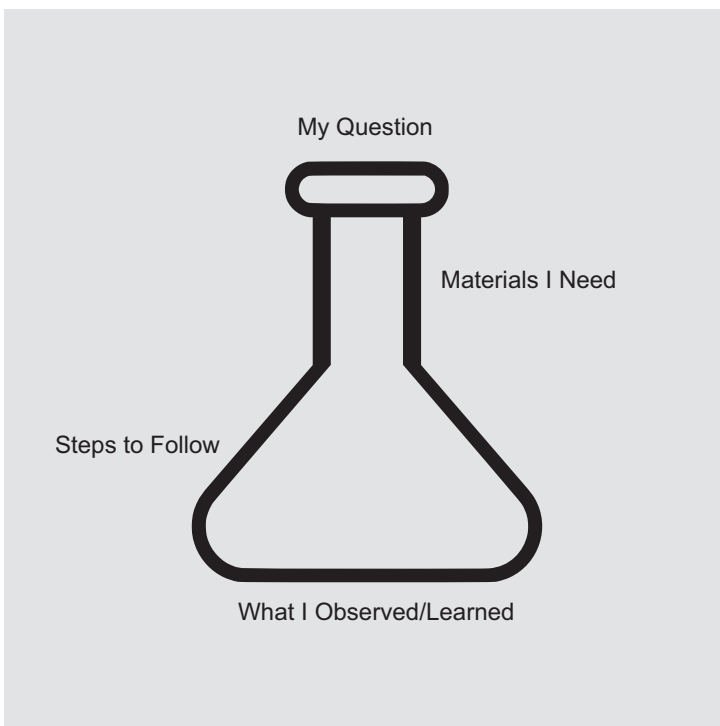 My Question
Materials I Need
Steps to Follow
What I Observed/Learned